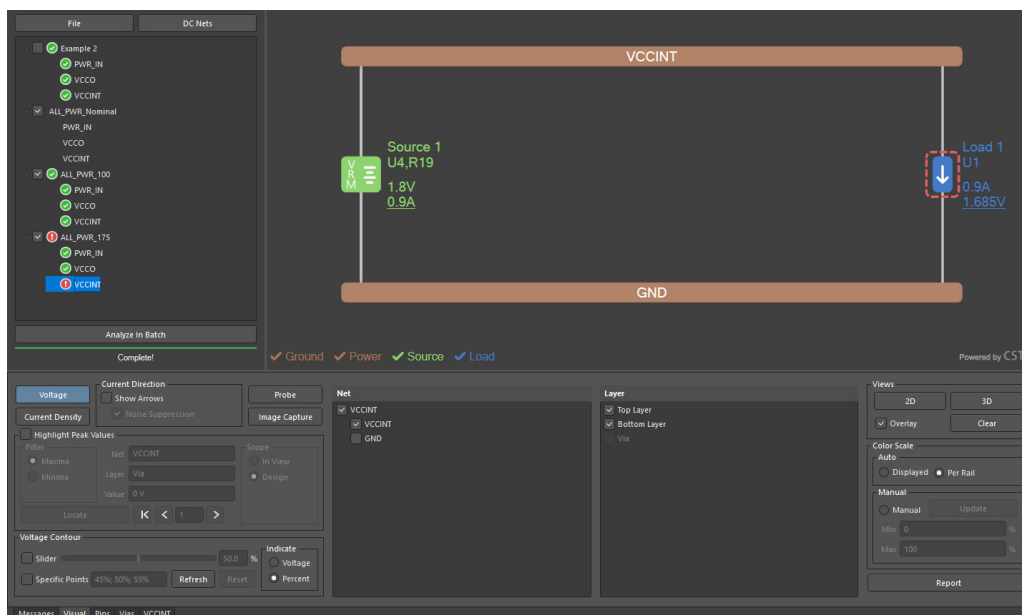 File
DC Nets
Example 2
PWR_IN
VCCO
VCCINT
ALL_PWR_Nominal
PWR_IN
VCCO
VCCINT
ALL_PWR_100
PWR_IN
VCCO
VCCINT
ALL_PWR_175
PWR_IN
VCCO
VCCINT
Analyze In Batch
Complete!
VCCINT
VRM
Source 1
U4,R19
1.8V
0.9A
Load 1
U1
0.9A
1.685V
GND
Ground Power Source Load
Powered by CST
Voltage
Current Density
Current Direction
Show Arrows
Noise Suppression
Probe
Image Capture
Highlight Peak Values
Filter
Maxima
Minima
Net VCCINT
Layer Via
Value 0 V
Scope
In View
Design
Locate
1
Voltage Contour
Slider 50.0 %
Specific Points 45%; 50%; 55% Refresh Reset
Indicate
Voltage
Percent
Net
VCCINT
VCCINT
GND
Layer
Top Layer
Bottom Layer
Via
Views
2D 3D
Overlay Clear
Color Scale
Auto
Displayed Per Rail
Manual
Manual Update
Min 0 %
Max 100 %
Report
Messages Visual Pins Vias VCCINT